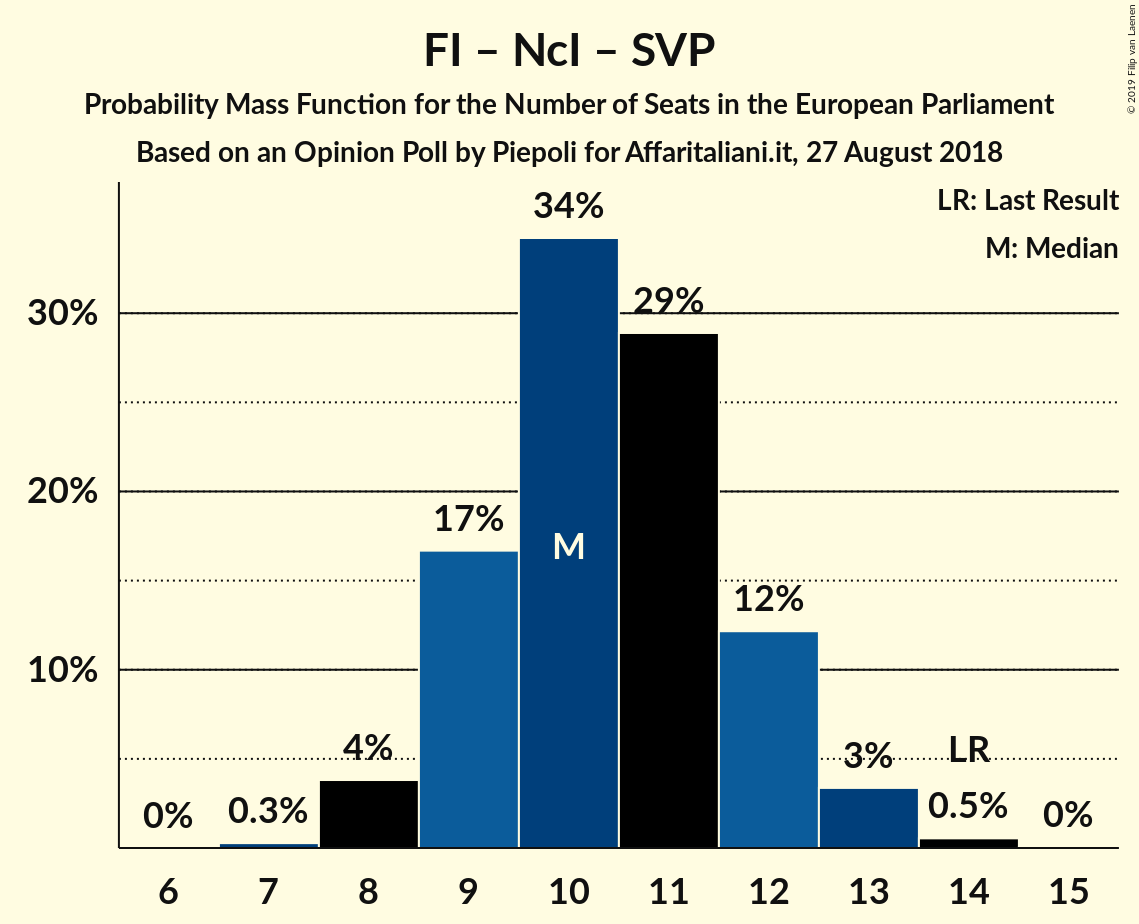 FI – NcI – SVP
Probability Mass Function for the Number of Seats in the European Parliament
Based on an Opinion Poll by Piepoli for Affaritaliani.it, 27 August 2018
© 2019 Filip van Laenen
LR: Last Result
M: Median
34%
29%
30%
20%
17%
M
12%
10%
4%
3%
LR
0%
0.3%
0.5%
0%
6 7 8 9 10 11 12 13 14 15